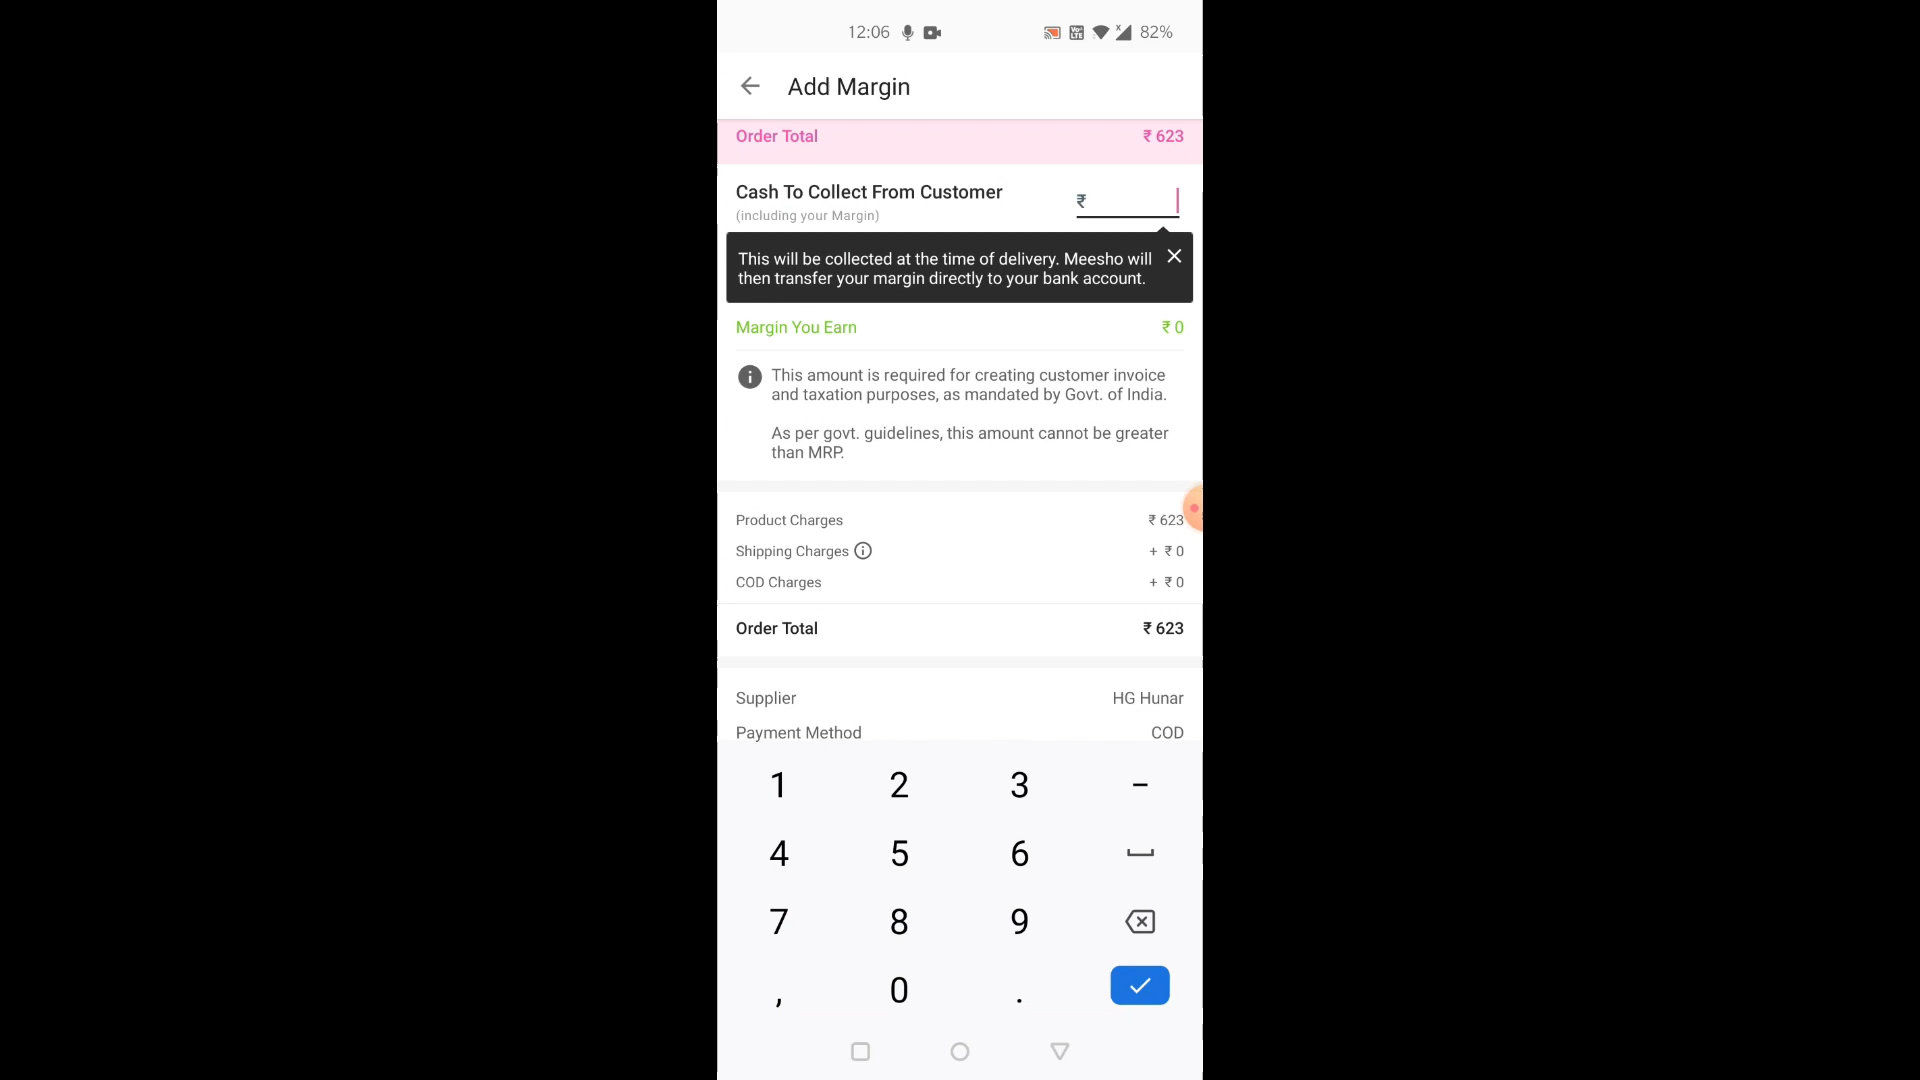 12:06 82%
Add Margin
Order Total ₹ 623
Cash To Collect From Customer ₹
(including your Margin)
This will be collected at the time of delivery. Meesho will
then transfer your margin directly to your bank account.
Margin You Earn ₹ 0
This amount is required for creating customer invoice
and taxation purposes, as mandated by Govt. of India.
As per govt. guidelines, this amount cannot be greater
than MRP.
Product Charges ₹ 623
Shipping Charges + ₹ 0
COD Charges + ₹ 0
Order Total ₹ 623
Supplier HG Hunar
Payment Method COD
1 2 3 -
4 5 6
7 8 9
, 0 .